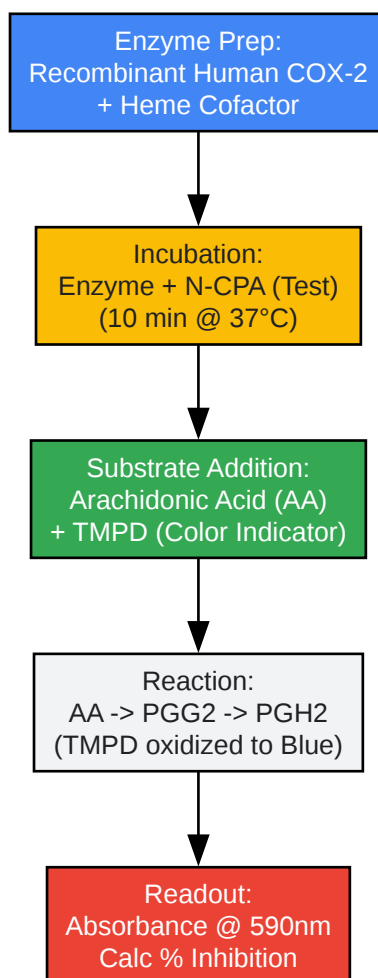 Enzyme Prep:
Recombinant Human COX-2
+ Heme Cofactor
Incubation:
Enzyme + N-CPA (Test)
(10 min @ 37°C)
Substrate Addition:
Arachidonic Acid (AA)
+ TMPD (Color Indicator)
Reaction:
AA -> PGG2 -> PGH2
(TMPD oxidized to Blue)
Readout:
Absorbance @ 590nm
Calc % Inhibition